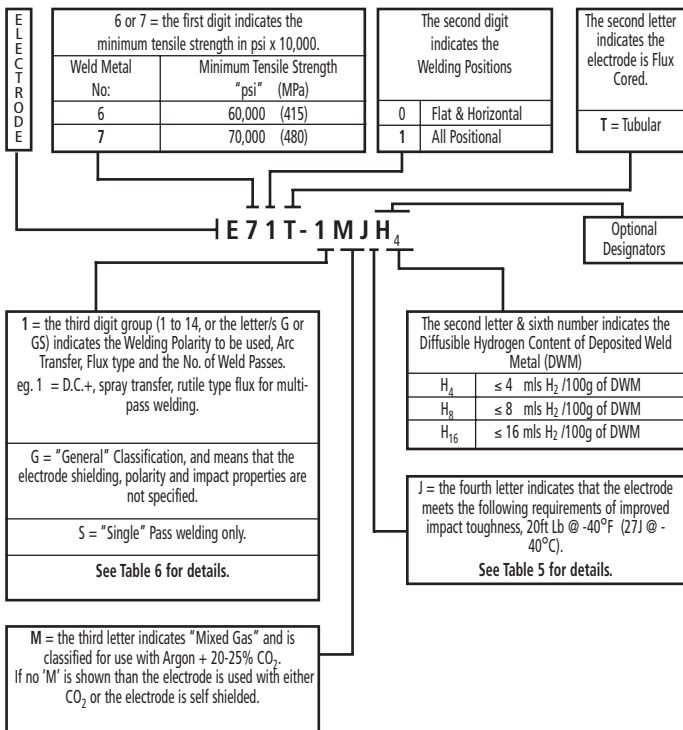 ELECTRODE
6 or 7 = the first digit indicates the
minimum tensile strength in psi x 10,000.
Weld Metal No:
Minimum Tensile Strength "psi" (MPa)
6 60,000 (415)
7 70,000 (480)
The second digit
indicates the
Welding Positions
0 Flat & Horizontal
1 All Positional
The second letter
indicates the
electrode is Flux
Cored.
T = Tubular
E71T-1MJH4
Optional
Designators
1 = the third digit group (1 to 14, or the letter/s G or
GS) indicates the Welding Polarity to be used, Arc
Transfer, Flux type and the No. of Weld Passes.
eg. 1 = D.C.+, spray transfer, rutile type flux for multi-
pass welding.
G = "General" Classification, and means that the
electrode shielding, polarity and impact properties are
not specified.
S = "Single" Pass welding only.
See Table 6 for details.
The second letter & sixth number indicates the
Diffusible Hydrogen Content of Deposited Weld
Metal (DWM)
H4 ≤ 4 mls H2 /100g of DWM
H8 ≤ 8 mls H2 /100g of DWM
H16 ≤ 16 mls H2 /100g of DWM
J = the fourth letter indicates that the electrode
meets the following requirements of improved
impact toughness, 20ft Lb @ -40°F (27J @ -
40°C).
See Table 5 for details.
M = the third letter indicates "Mixed Gas" and is
classified for use with Argon + 20-25% CO2.
If no 'M' is shown than the electrode is used with either
CO2 or the electrode is self shielded.